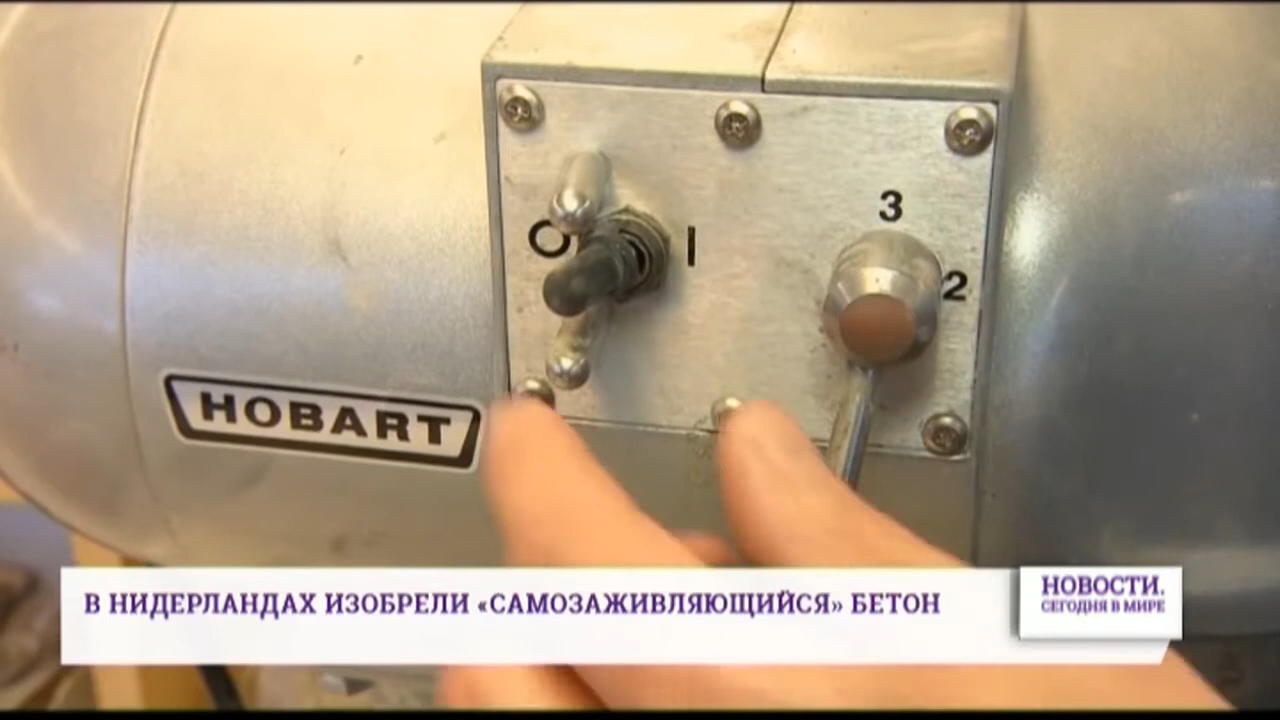 3
O I
2
HOBART
В НИДЕРЛАНДАХ ИЗОБРЕЛИ «САМОЗАЖИВЛЯЮЩИЙСЯ» БЕТОН
НОВОСТИ.
СЕГОДНЯ В МИРЕ